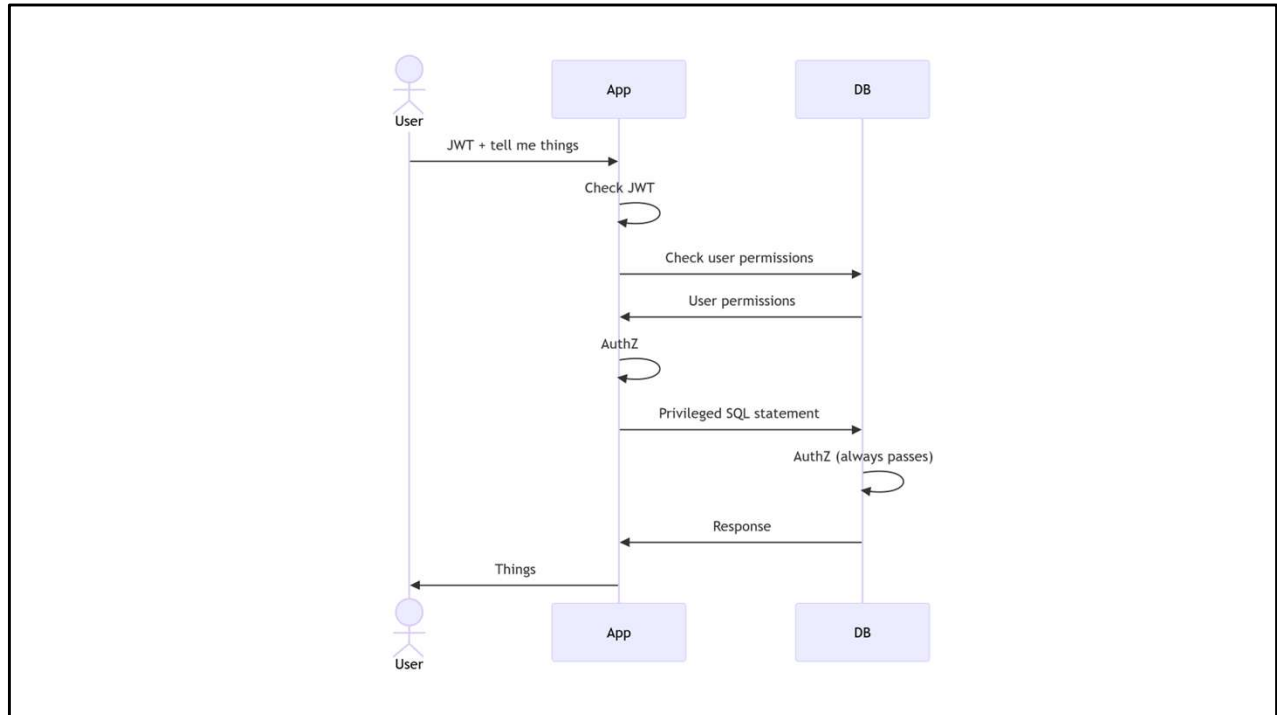 App
DB
User
JWT + tell me things
Check JWT
Check user permissions
User permissions
AuthZ
Privileged SQL statement
AuthZ (always passes)
Response
Things
App
DB
User